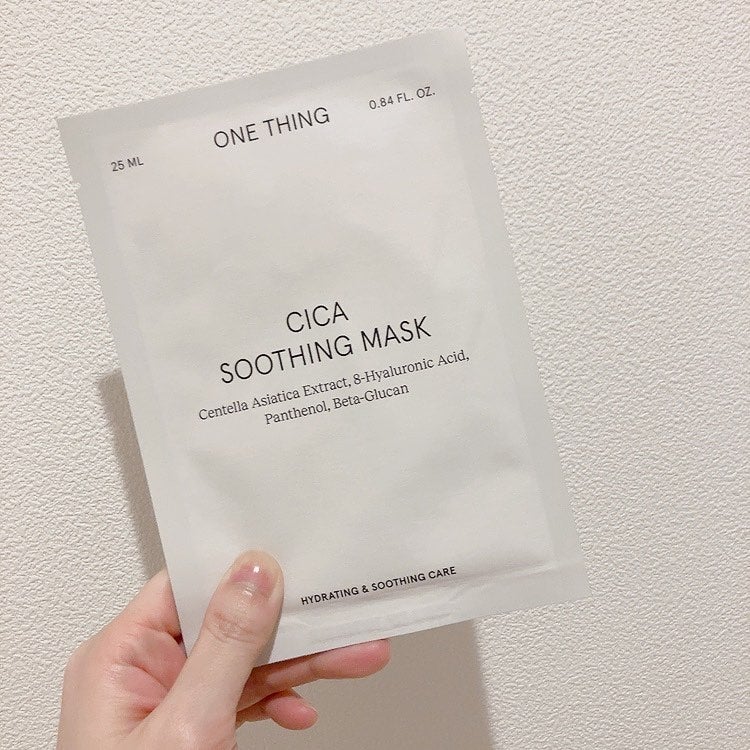 ONE THING
25 ML
0.84 FL. OZ.
CICA
SOOTHING MASK
Centella Asiatica Extract, 8-Hyaluronic Acid,
Panthenol, Beta-Glucan
HYDRATING & SOOTHING CARE